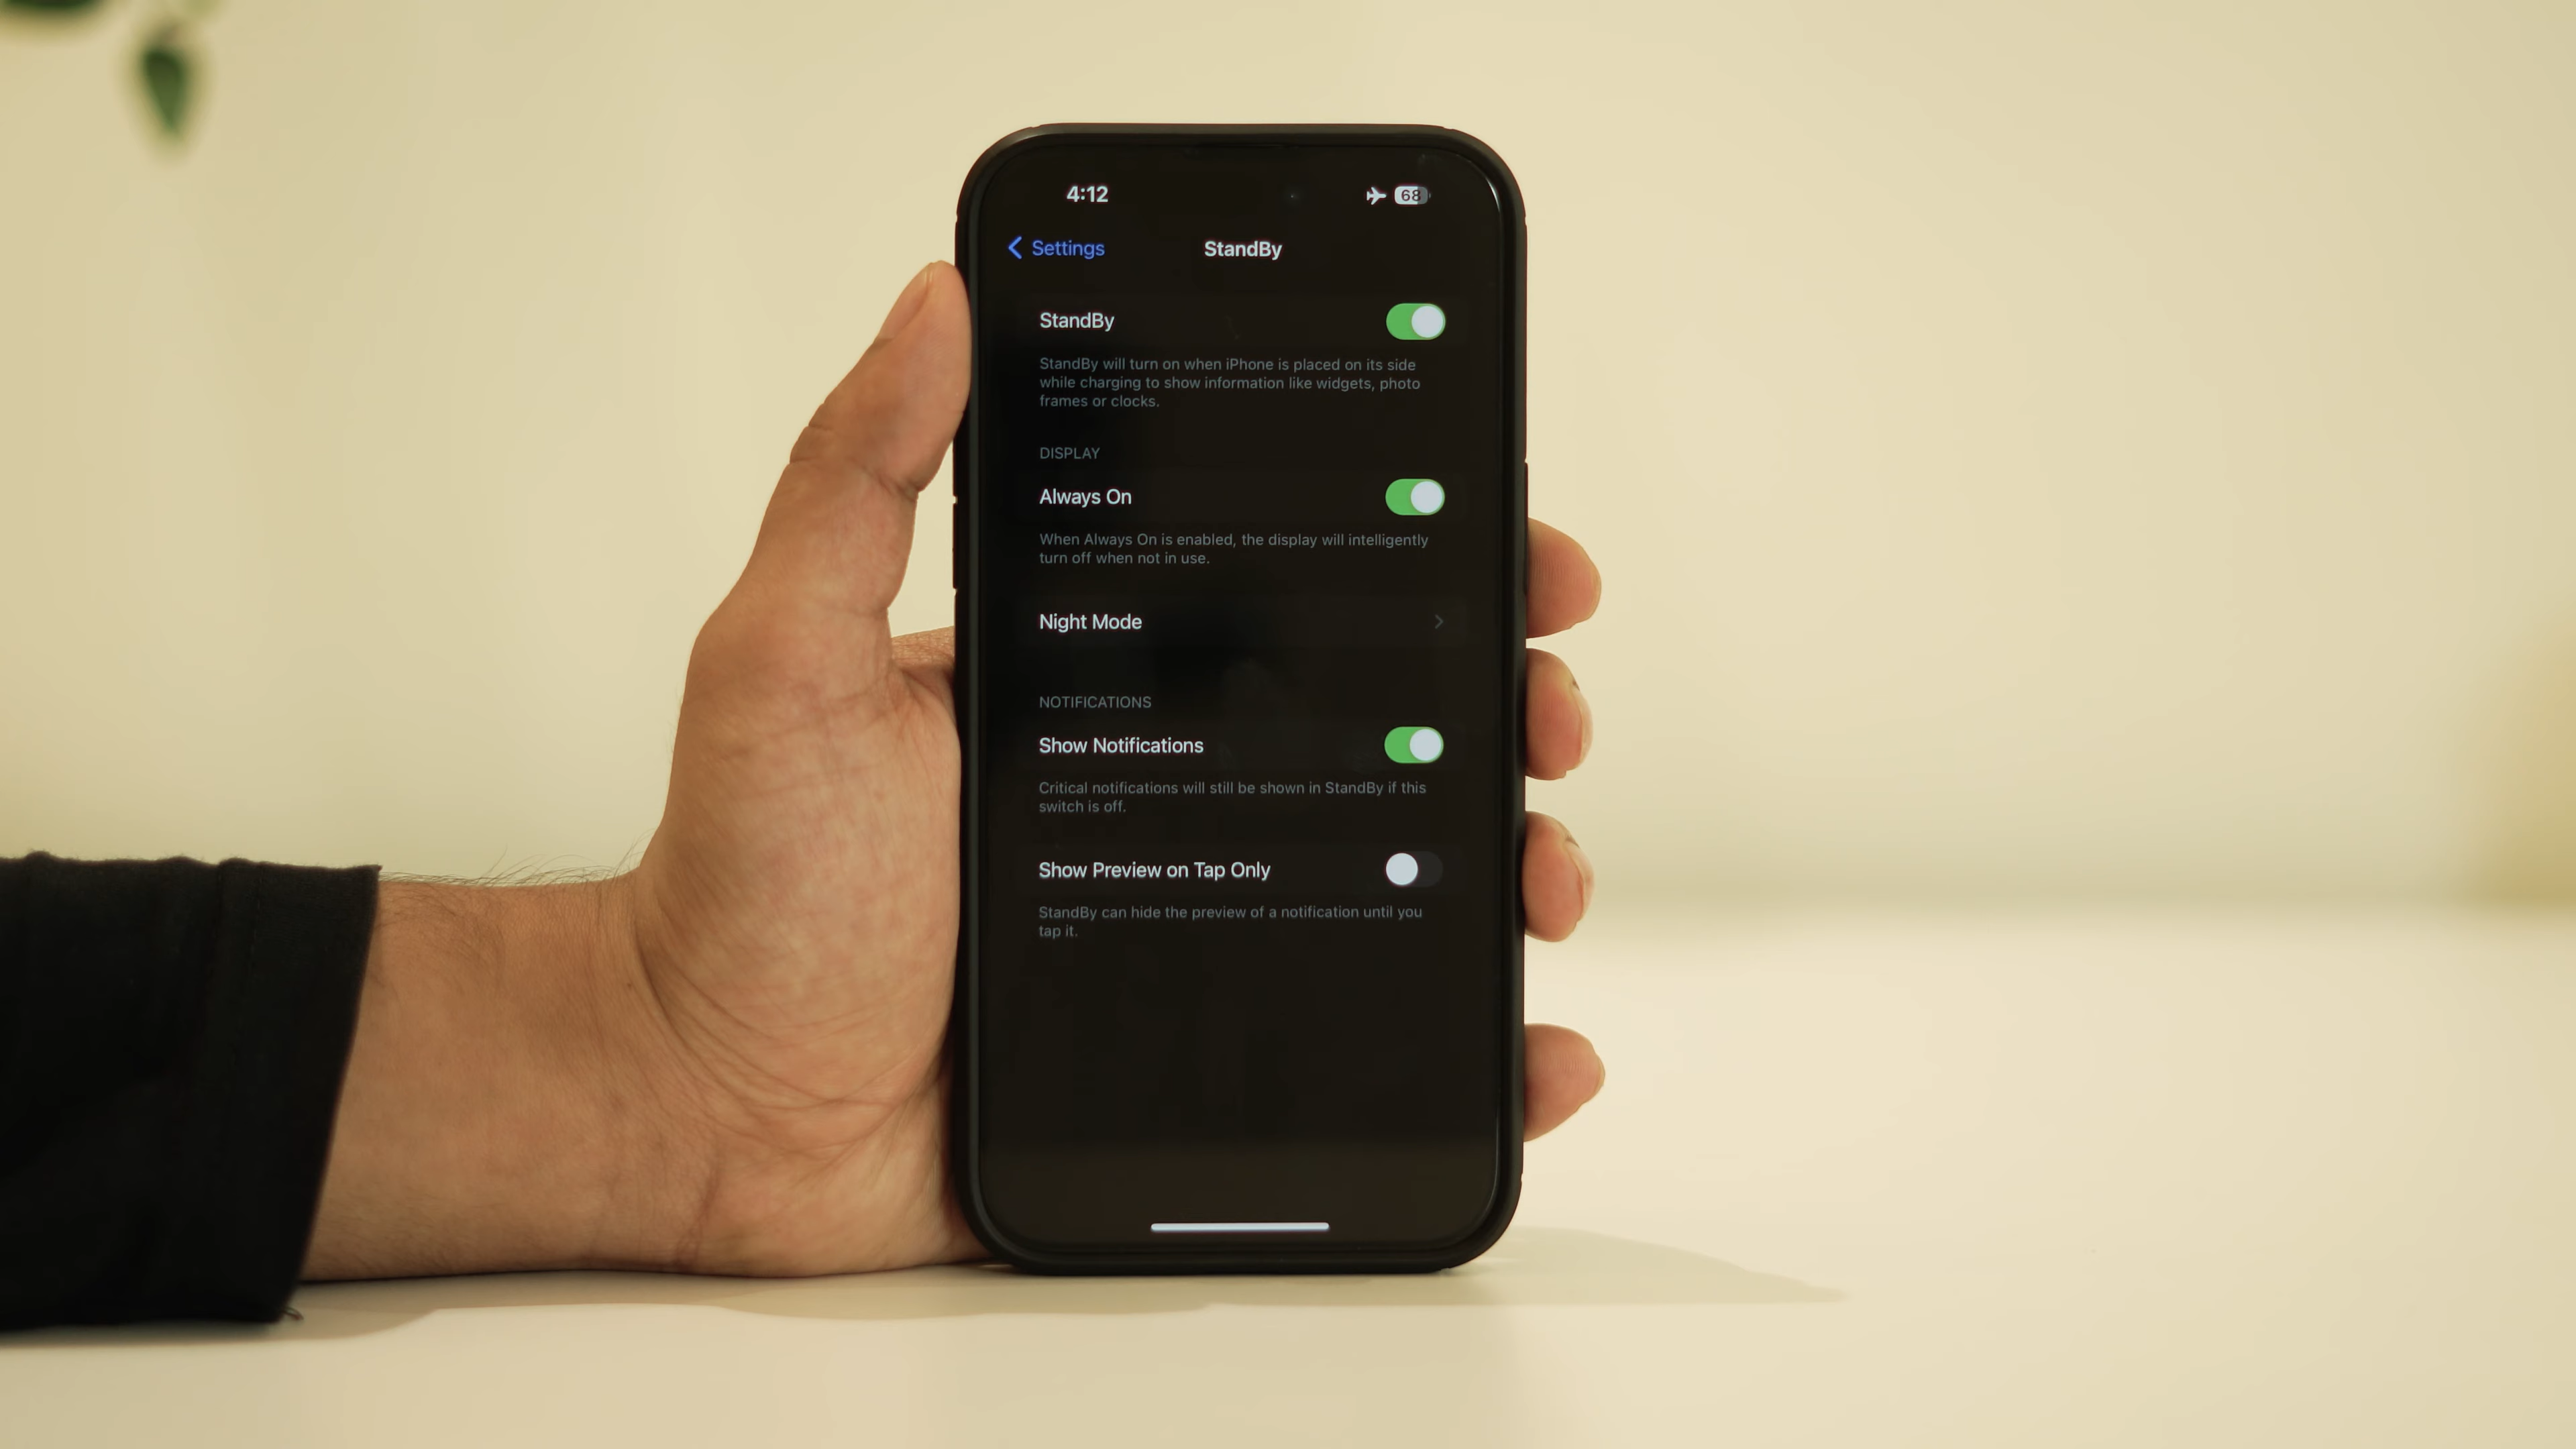 4:12
68
Settings
StandBy
StandBy
StandBy will turn on when iPhone is placed on its side
while charging to show information like widgets, photo
frames or clocks.
DISPLAY
Always On
When Always On is enabled, the display will intelligently
turn off when not in use.
Night Mode
NOTIFICATIONS
Show Notifications
Critical notifications will still be shown in StandBy if this
switch is off.
Show Preview on Tap Only
StandBy can hide the preview of a notification until you
tap it.